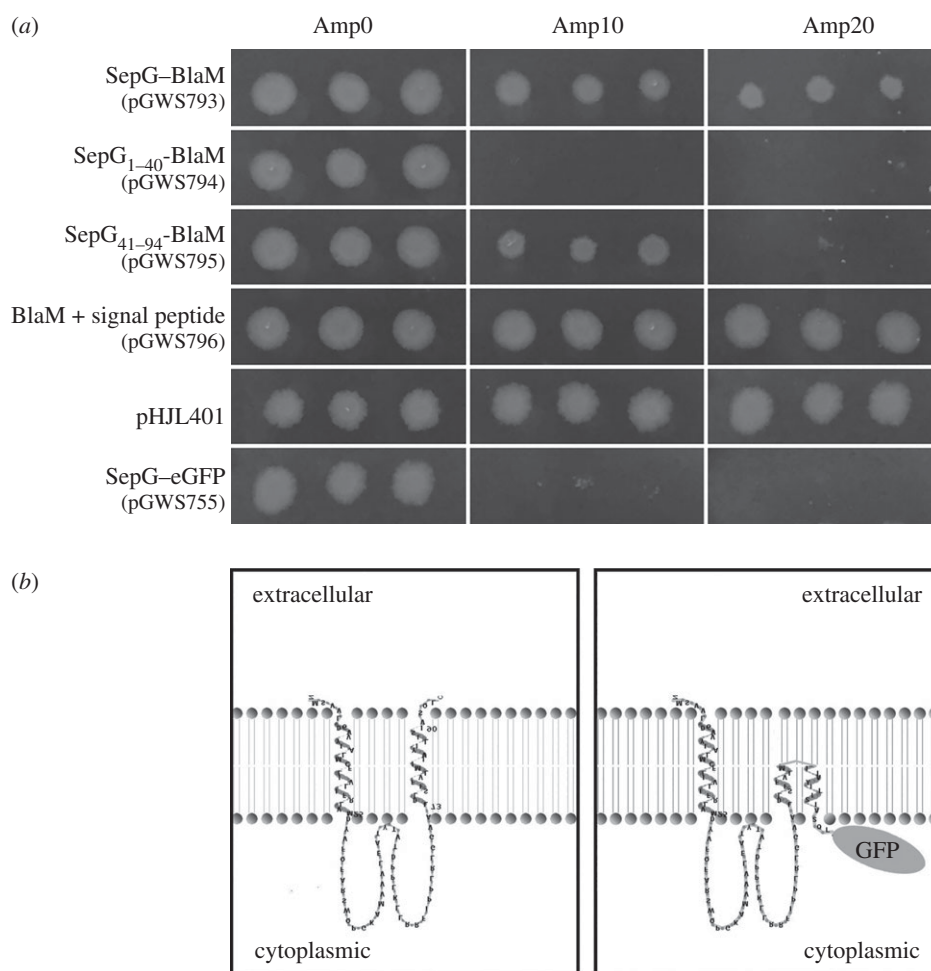 (a)
Amp0 Amp10 Amp20
SepG–BlaM
(pGWS793)
SepG1–40-BlaM
(pGWS794)
SepG41–94-BlaM
(pGWS795)
BlaM + signal peptide
(pGWS796)
pHJL401
SepG–eGFP
(pGWS755)
(b)
extracellular extracellular
GFP
cytoplasmic cytoplasmic